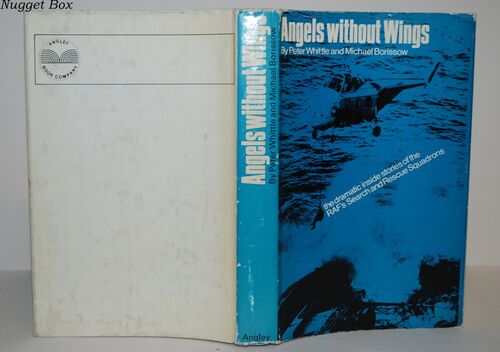 Nugget Box
ANGLEY
BOOK COMPANY
Angels without Wings
By Peter Whittle and Michael Borissow
Angley
Angels without Wings
By Peter Whittle and Michael Borissow
the dramatic inside stories of the
RAF's Search and Rescue Squadrons